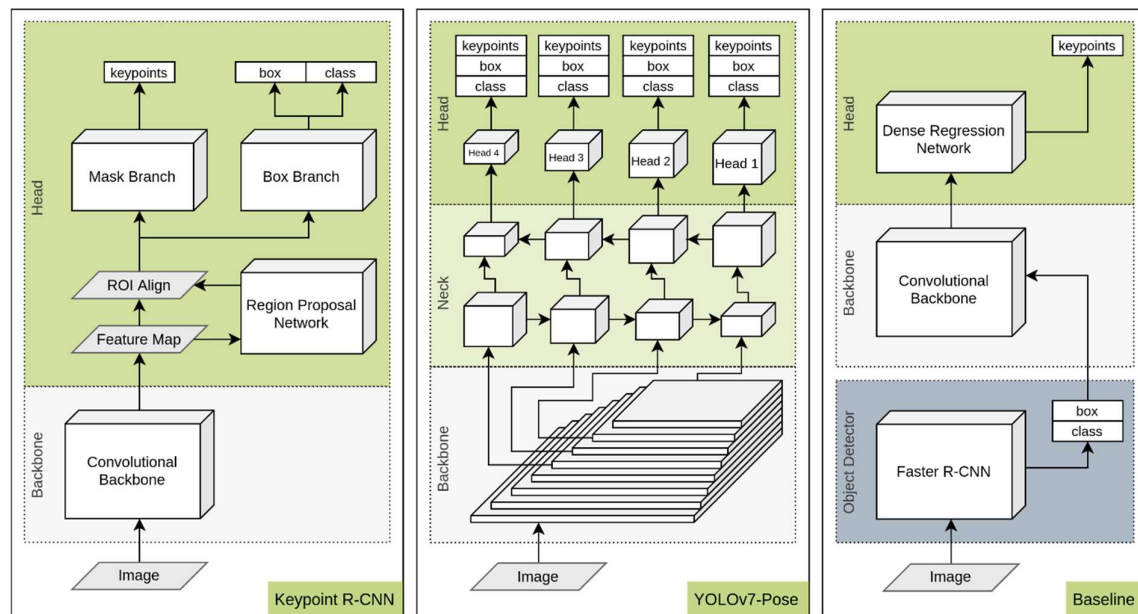 keypoints
box class
Mask Branch
Box Branch
Head
ROI Align
Region Proposal
Network
Feature Map
Backbone
Convolutional
Backbone
Image
Keypoint R-CNN
keypoints keypoints keypoints keypoints
box box box box
class class class class
Head
Head 4 Head 3 Head 2 Head 1
Neck
Backbone
Image
YOLOv7-Pose
keypoints
Head
Dense Regression
Network
Backbone
Convolutional
Backbone
Object Detector
box
class
Faster R-CNN
Image
Baseline